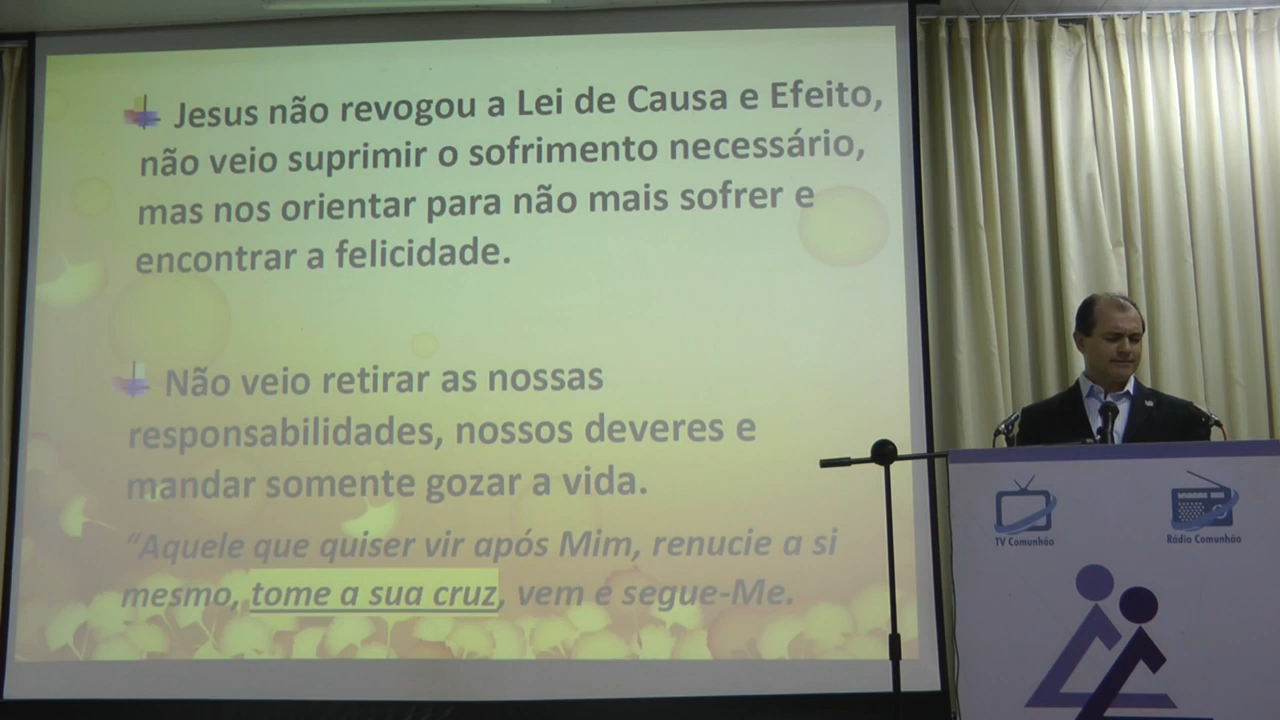 Jesus não revogou a Lei de Causa e Efeito,
não veio suprimir o sofrimento necessário,
mas nos orientar para não mais sofrer e
encontrar a felicidade.
Não veio retirar as nossas
responsabilidades, nossos deveres e
mandar somente gozar a vida.
“Aquele que quiser vir após Mim, renucie a si
mesmo, tome a sua cruz, vem e segue-Me.
TV Comunhão
Rádio Comunhão